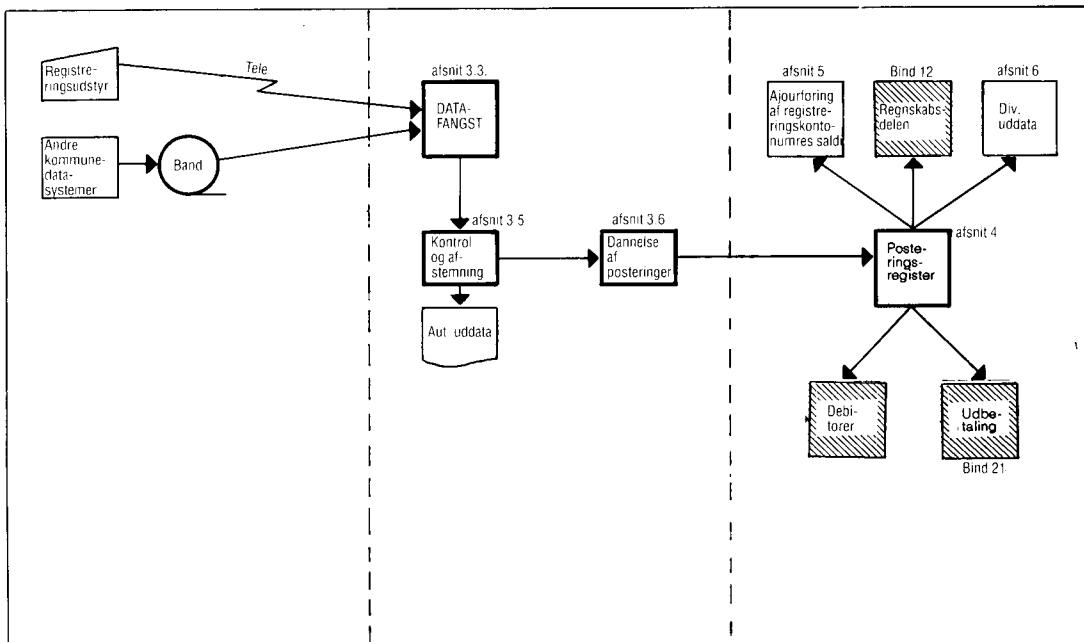 Registre-
ringsudstyr
Tele
Andre
kommune-
data-
systemer
Band
afsnit 3.3.
DATA-
FANGST
afsnit 3.5
Kontrol
og af-
stemning
Aut. uddata
afsnit 3.6
Dannelse
af
posteringer
afsnit 5
Ajourføring
af registre-
ringskonto-
numres saldi
Bind 12
Regnskabs-
delen
afsnit 6
Div.
uddata
afsnit 4
Poste-
rings-
register
Debi-
torer
Udbe-
taling
Bind 21